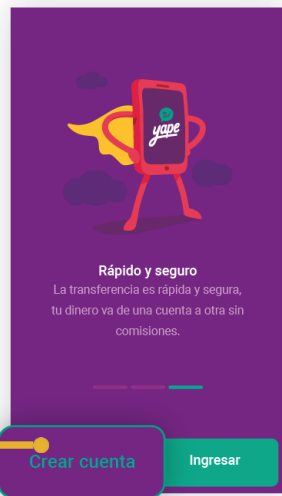 yape
Rápido y seguro
La transferencia es rápida y segura,
tu dinero va de una cuenta a otra sin
comisiones.
Crear cuenta
Ingresar